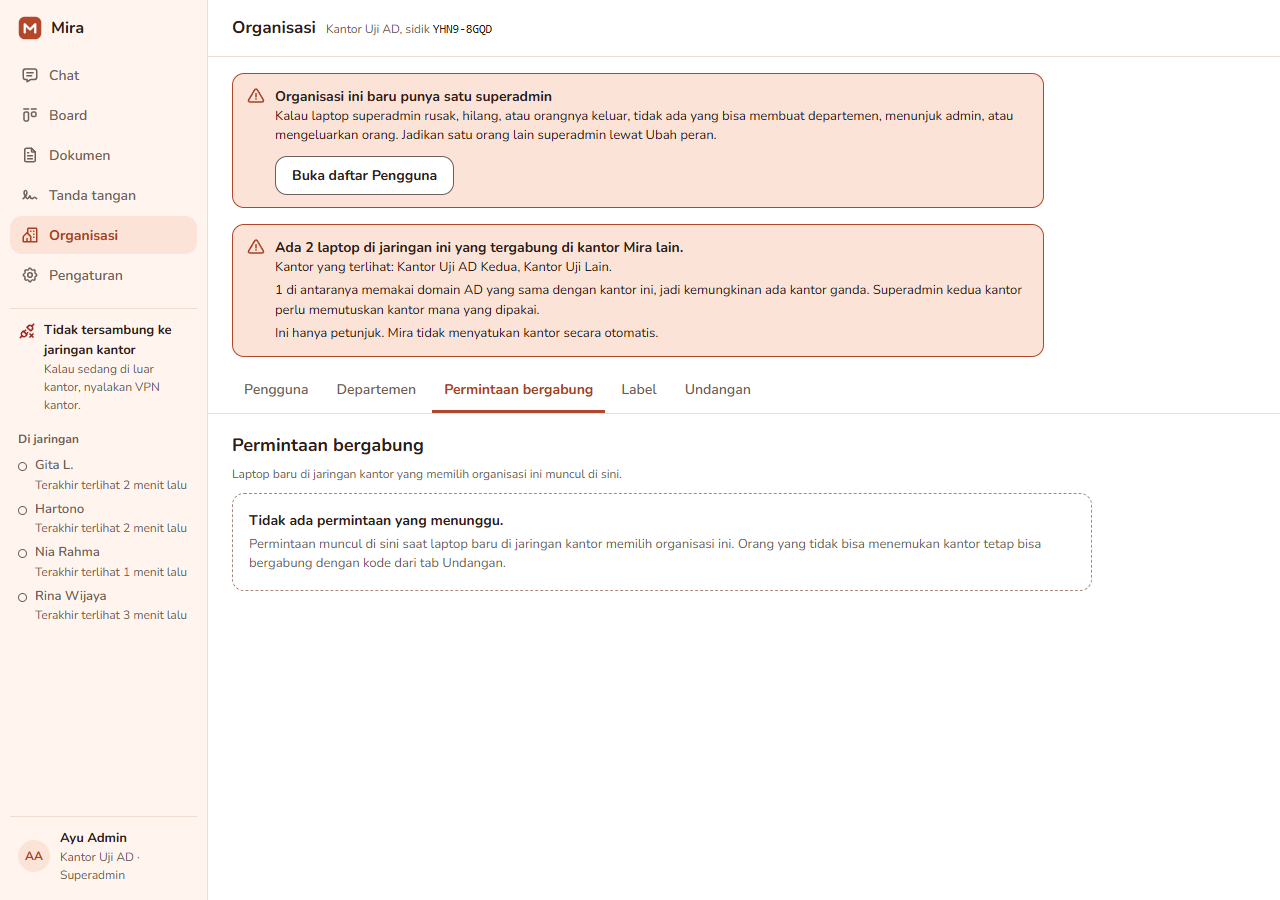 Mira
Chat
Board
Dokumen
Tanda tangan
Organisasi
Pengaturan
Tidak tersambung ke
jaringan kantor
Kalau sedang di luar
kantor, nyalakan VPN
kantor.
Di jaringan
Gita L.
Terakhir terlihat 2 menit lalu
Hartono
Terakhir terlihat 2 menit lalu
Nia Rahma
Terakhir terlihat 1 menit lalu
Rina Wijaya
Terakhir terlihat 3 menit lalu
AA
Ayu Admin
Kantor Uji AD ·
Superadmin
Organisasi Kantor Uji AD, sidik YHN9-8GQD
Organisasi ini baru punya satu superadmin
Kalau laptop superadmin rusak, hilang, atau orangnya keluar, tidak ada yang bisa membuat departemen, menunjuk admin, atau
mengeluarkan orang. Jadikan satu orang lain superadmin lewat Ubah peran.
Buka daftar Pengguna
Ada 2 laptop di jaringan ini yang tergabung di kantor Mira lain.
Kantor yang terlihat: Kantor Uji AD Kedua, Kantor Uji Lain.
1 di antaranya memakai domain AD yang sama dengan kantor ini, jadi kemungkinan ada kantor ganda. Superadmin kedua kantor
perlu memutuskan kantor mana yang dipakai.
Ini hanya petunjuk. Mira tidak menyatukan kantor secara otomatis.
Pengguna Departemen Permintaan bergabung Label Undangan
Permintaan bergabung
Laptop baru di jaringan kantor yang memilih organisasi ini muncul di sini.
Tidak ada permintaan yang menunggu.
Permintaan muncul di sini saat laptop baru di jaringan kantor memilih organisasi ini. Orang yang tidak bisa menemukan kantor tetap bisa
bergabung dengan kode dari tab Undangan.